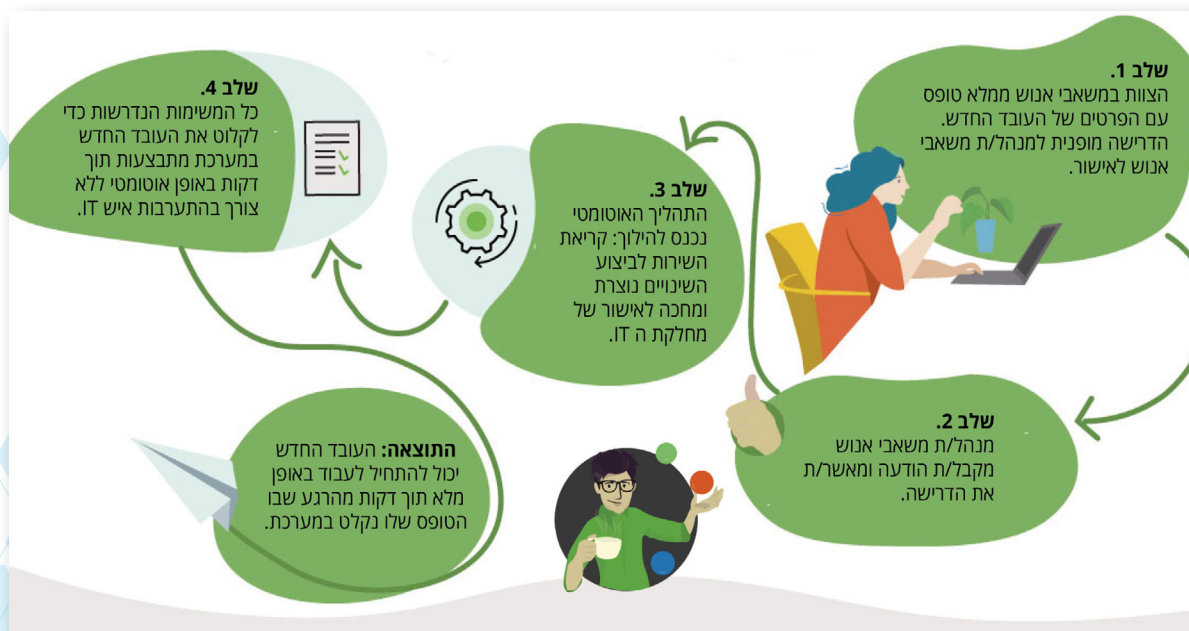 שלב 1.
הצוות במשאבי אנוש ממלא טופס
עם הפרטים של העובד החדש.
הדרישה מופנית למנהל/ת משאבי
אנוש לאישור.
שלב 2.
מנהל/ת משאבי אנוש
מקבל/ת הודעה ומאשר/ת
את הדרישה.
שלב 3.
התהליך האוטומטי
נכנס להילוך: קריאת
השירות לביצוע
השינויים נוצרת
ומחכה לאישור של
מחלקת ה IT.
שלב 4.
כל המשימות הנדרשות כדי
לקלוט את העובד החדש
במערכת מתבצעות תוך
דקות באופן אוטומטי ללא
צורך בהתערבות איש IT.
התוצאה: העובד החדש
יכול להתחיל לעבוד באופן
מלא תוך דקות מהרגע שבו
הטופס שלו נקלט במערכת.